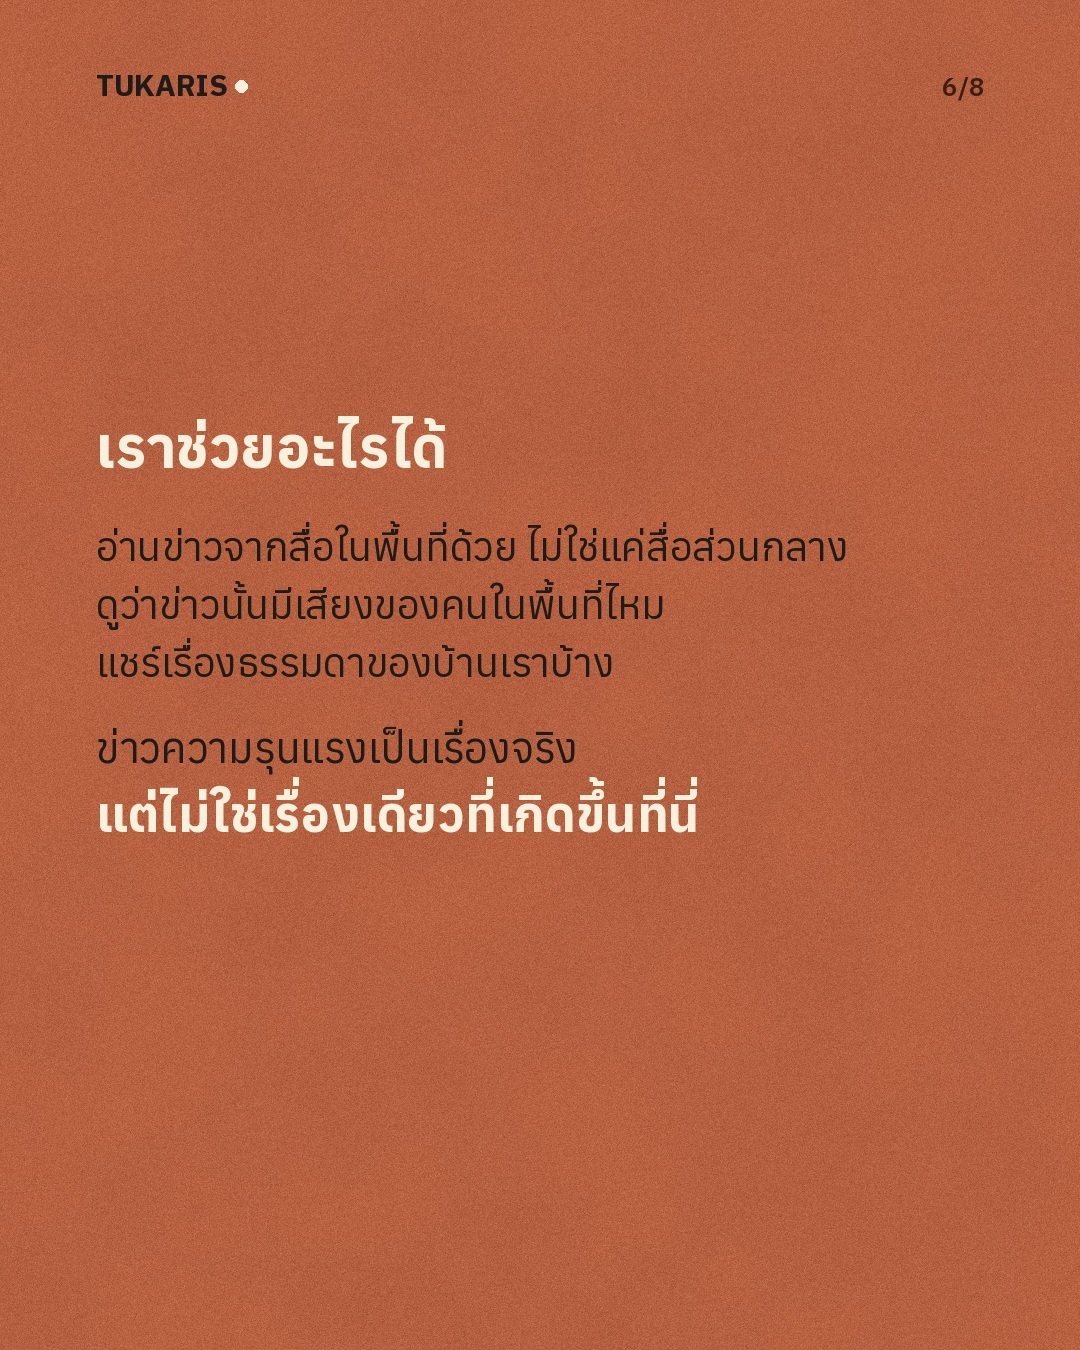 TUKARIS
6/8
เราช่วยอะไรได้
อ่านข่าวจากสื่อในพื้นที่ด้วย ไม่ใช่แค่สื่อส่วนกลาง
ดูว่าข่าวนั้นมีเสียงของคนในพื้นที่ไหม
แชร์เรื่องธรรมดาของบ้านเราบ้าง
ข่าวความรุนแรงเป็นเรื่องจริง
แต่ไม่ใช่เรื่องเดียวที่เกิดขึ้นที่นี่